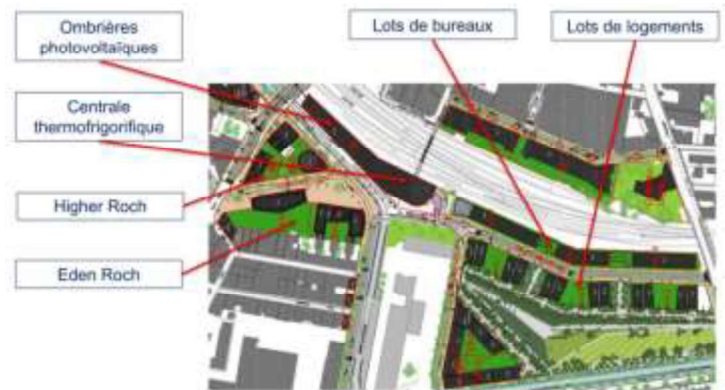 Ombrières
photovoltaïques
Lots de bureaux
Lots de logements
Centrale
thermofrigorifique
Higher Roch
Eden Roch